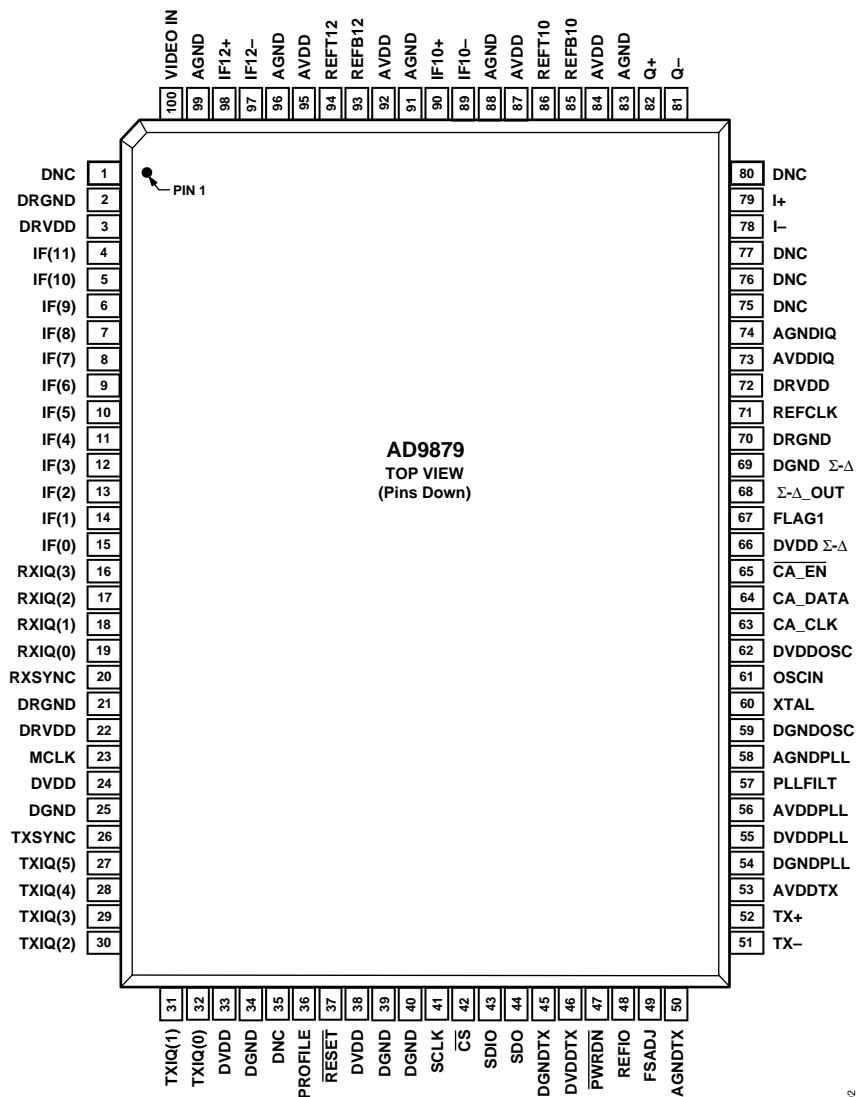 VIDEO IN
AGND
IF12+
IF12–
AGND
AVDD
REFT12
REFB12
AVDD
AGND
IF10+
IF10–
AGND
AVDD
REFT10
REFB10
AVDD
AGND
Q+
Q–
100 99 98 97 96 95 94 93 92 91 90 89 88 87 86 85 84 83 82 81
DNC 1
DRGND 2
DRVDD 3
IF(11) 4
IF(10) 5
IF(9) 6
IF(8) 7
IF(7) 8
IF(6) 9
IF(5) 10
IF(4) 11
IF(3) 12
IF(2) 13
IF(1) 14
IF(0) 15
RXIQ(3) 16
RXIQ(2) 17
RXIQ(1) 18
RXIQ(0) 19
RXSYNC 20
DRGND 21
DRVDD 22
MCLK 23
DVDD 24
DGND 25
TXSYNC 26
TXIQ(5) 27
TXIQ(4) 28
TXIQ(3) 29
TXIQ(2) 30
PIN 1
AD9879
TOP VIEW
(Pins Down)
80 DNC
79 I+
78 I–
77 DNC
76 DNC
75 DNC
74 AGNDIQ
73 AVDDIQ
72 DRVDD
71 REFCLK
70 DRGND
69 DGND Σ-Δ
68 Σ-Δ_OUT
67 FLAG1
66 DVDD Σ-Δ
65 CA_EN
64 CA_DATA
63 CA_CLK
62 DVDDOSC
61 OSCIN
60 XTAL
59 DGNDOSC
58 AGNDPLL
57 PLLFILT
56 AVDDPLL
55 DVDDPLL
54 DGNDPLL
53 AVDDTX
52 TX+
51 TX–
31 32 33 34 35 36 37 38 39 40 41 42 43 44 45 46 47 48 49 50
TXIQ(1)
TXIQ(0)
DVDD
DGND
DNC
PROFILE
RESET
DVDD
DGND
DGND
SCLK
CS
SDIO
SDO
DGNDTX
DVDDTX
PWRDN
REFIO
FSADJ
AGNDTX